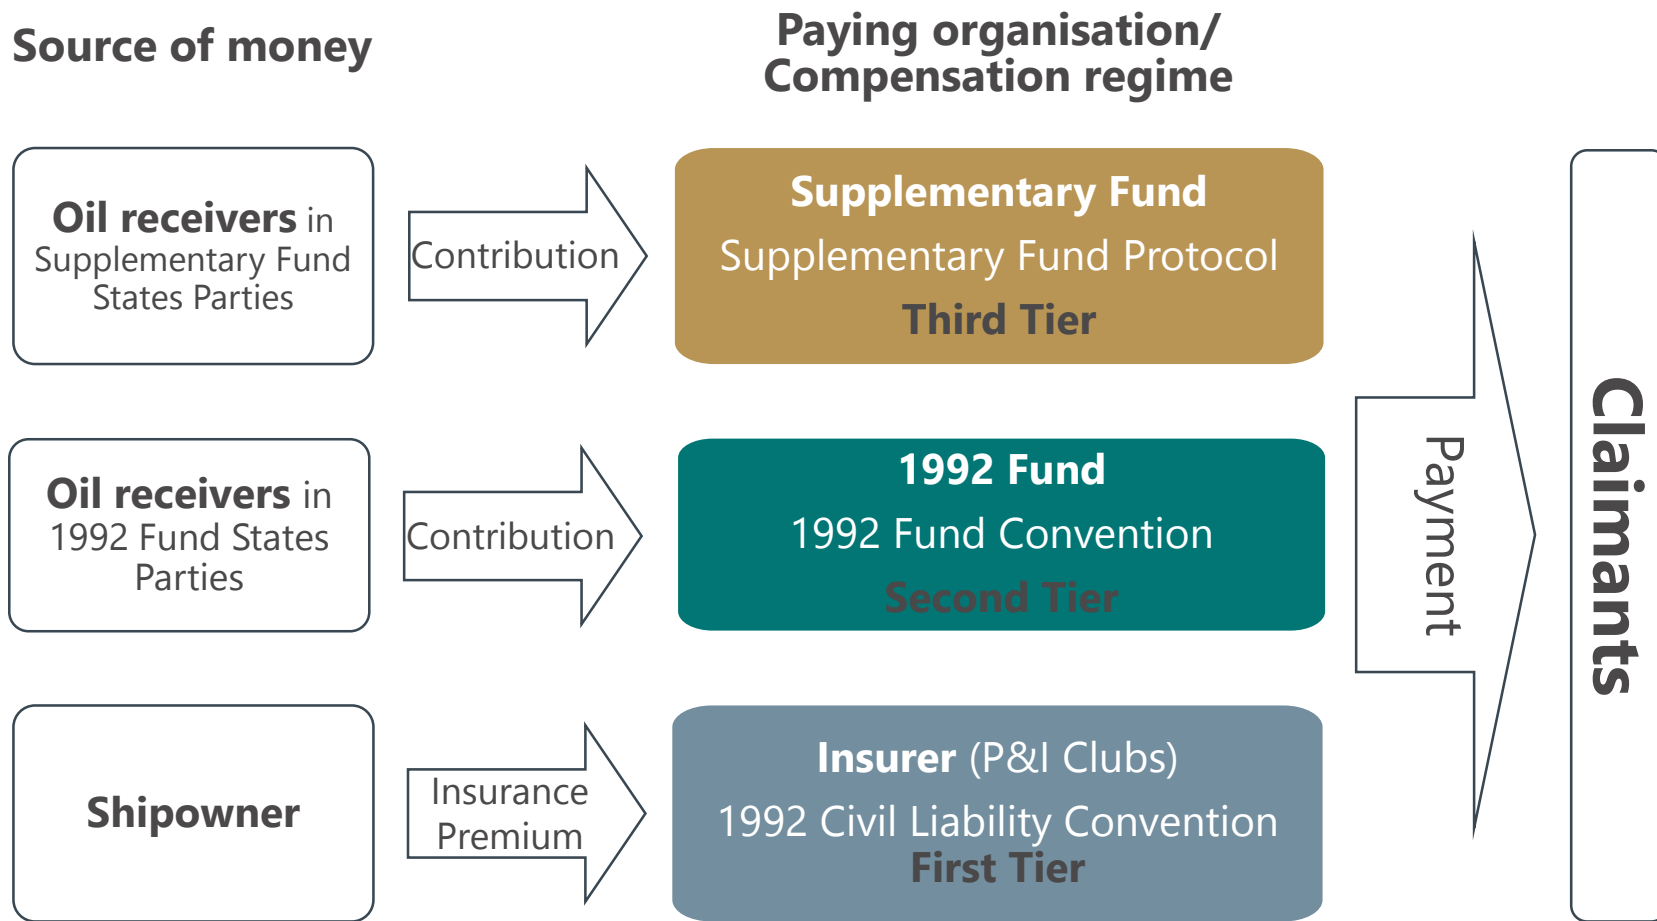 Source of money
Paying organisation/
Compensation regime
Oil receivers in
Supplementary Fund
States Parties
Contribution
Supplementary Fund
Supplementary Fund Protocol
Third Tier
Oil receivers in
1992 Fund States
Parties
Contribution
1992 Fund
1992 Fund Convention
Second Tier
Shipowner
Insurance
Premium
Insurer (P&I Clubs)
1992 Civil Liability Convention
First Tier
Payment
Claimants